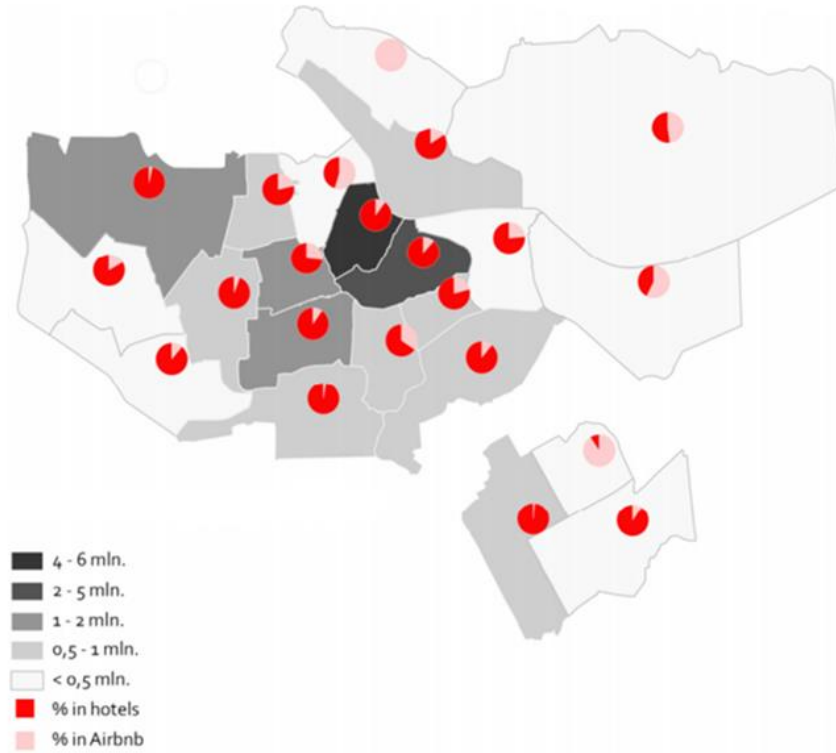 4 - 6 mln.
2 - 5 mln.
1 - 2 mln.
0,5 - 1 mln.
< 0,5 mln.
% in hotels
% in Airbnb